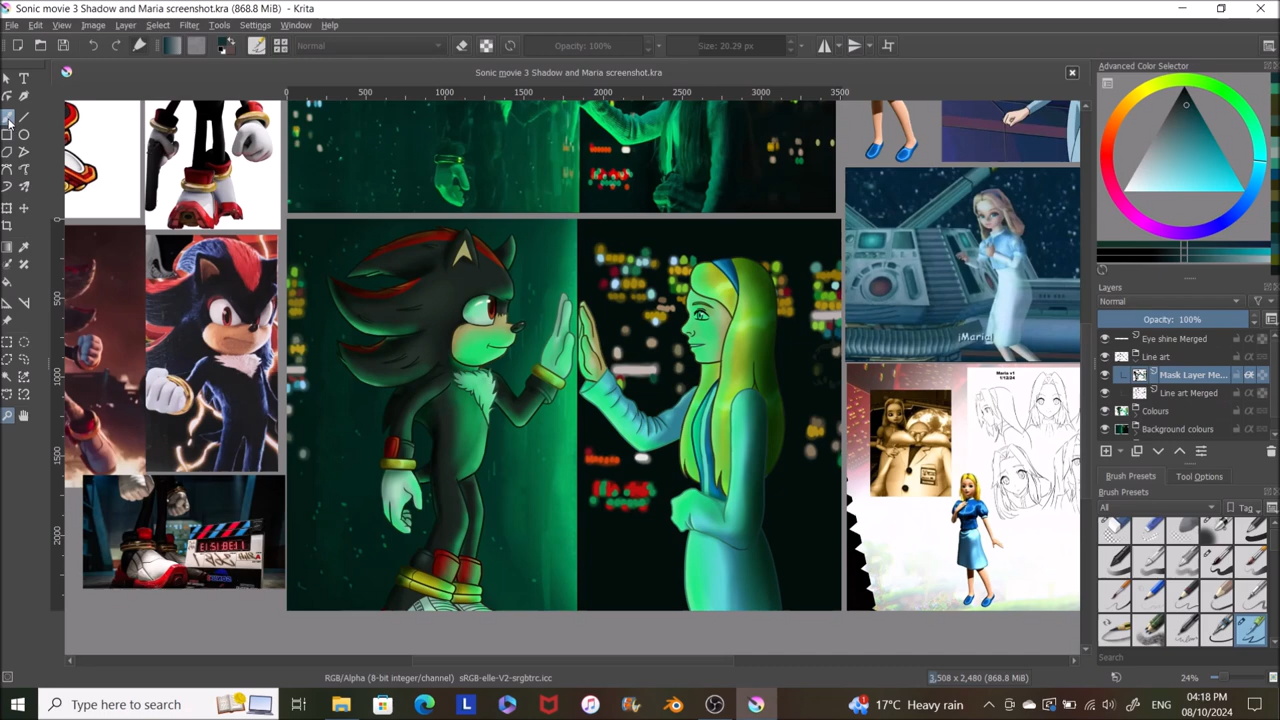 Sonic movie 3 Shadow and Maria screenshot.kra (868.8 MiB) - Krita
File Edit View Image Layer Select Filter Tools Settings Window Help
Normal
Opacity: 100%
Size: 20.29 px
Sonic movie 3 Shadow and Maria screenshot.kra
0 500 1000 1500 2000 2500 3000 3500
Advanced Color Selector
¡María!
Maria v1
Layers
Normal
Opacity: 100%
Eye shine Merged
Line art
Mask Layer Me...
Line art Merged
Colours
Background colours
Brush Presets Tool Options
Brush Presets
All
Tag
Search
RGB/Alpha (8-bit integer/channel) sRGB-elle-V2-srgbtrc.icc
3,508 x 2,480 (868.8 MiB)
24%
Type here to search
17°C Heavy rain
ENG
04:18 PM
08/10/2024